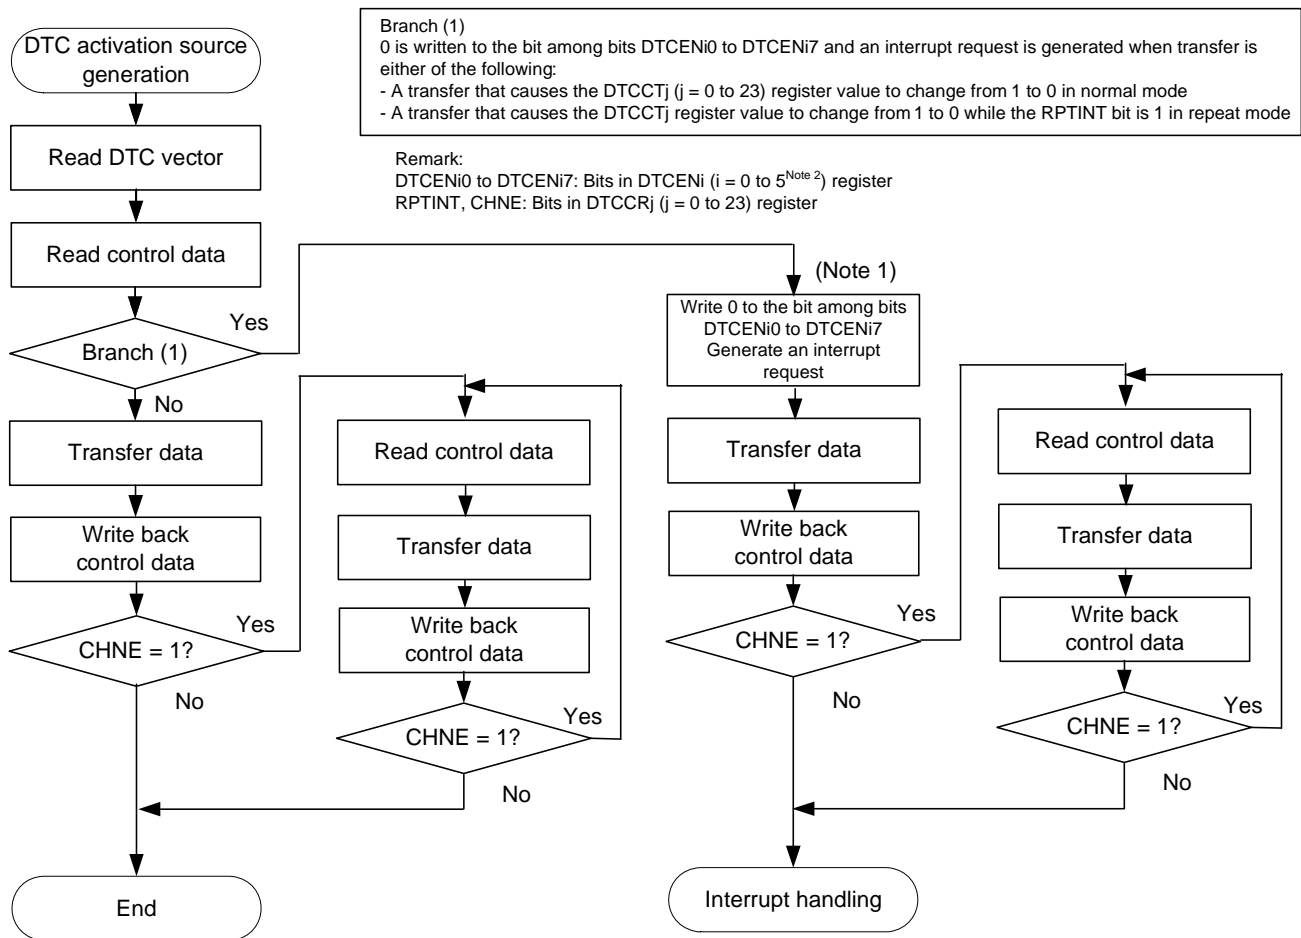 Branch (1)
0 is written to the bit among bits DTCENi0 to DTCENi7 and an interrupt request is generated when transfer is
either of the following:
- A transfer that causes the DTCCTj (j = 0 to 23) register value to change from 1 to 0 in normal mode
- A transfer that causes the DTCCTj register value to change from 1 to 0 while the RPTINT bit is 1 in repeat mode
Remark:
DTCENi0 to DTCENi7: Bits in DTCENi (i = 0 to 5Note 2) register
RPTINT, CHNE: Bits in DTCCRj (j = 0 to 23) register
DTC activation source
generation
Read DTC vector
Read control data
Branch (1)
Yes
No
Transfer data
Write back
control data
CHNE = 1?
Yes
No
Read control data
Transfer data
Write back
control data
CHNE = 1?
Yes
No
End
(Note 1)
Write 0 to the bit among bits
DTCENi0 to DTCENi7
Generate an interrupt
request
Transfer data
Write back
control data
CHNE = 1?
Yes
No
Read control data
Transfer data
Write back
control data
CHNE = 1?
Yes
No
Interrupt handling